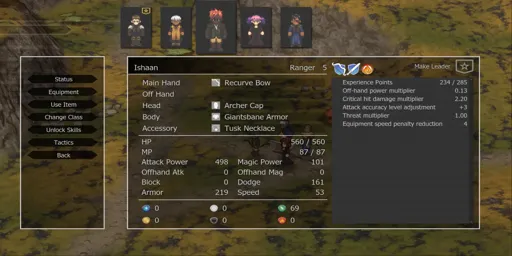 Status
Equipment
Use Item
Change Class
Unlock Skills
Tactics
Back
Ishaan Ranger 5
Main Hand Recurve Bow
Off Hand
Head Archer Cap
Body Giantsbane Armor
Accessory Tusk Necklace
HP 560 / 560
MP 87 / 87
Attack Power 498 Magic Power 101
Offhand Atk 0 Offhand Mag 0
Block 0 Dodge 161
Armor 219 Speed 53
0 0 69
0 0 0
Make Leader
Experience Points 234 / 285
Off-hand power multiplier 0.13
Critical hit damage multiplier 2.20
Attack accuracy level adjustment +3
Threat multiplier 1.00
Equipment speed penalty reduction 4